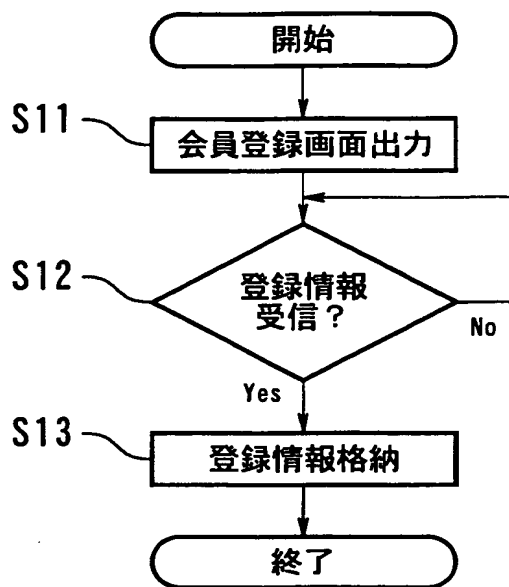 開始
S11
会員登録画面出力
S12
登録情報
受信？
No
Yes
S13
登録情報格納
終了